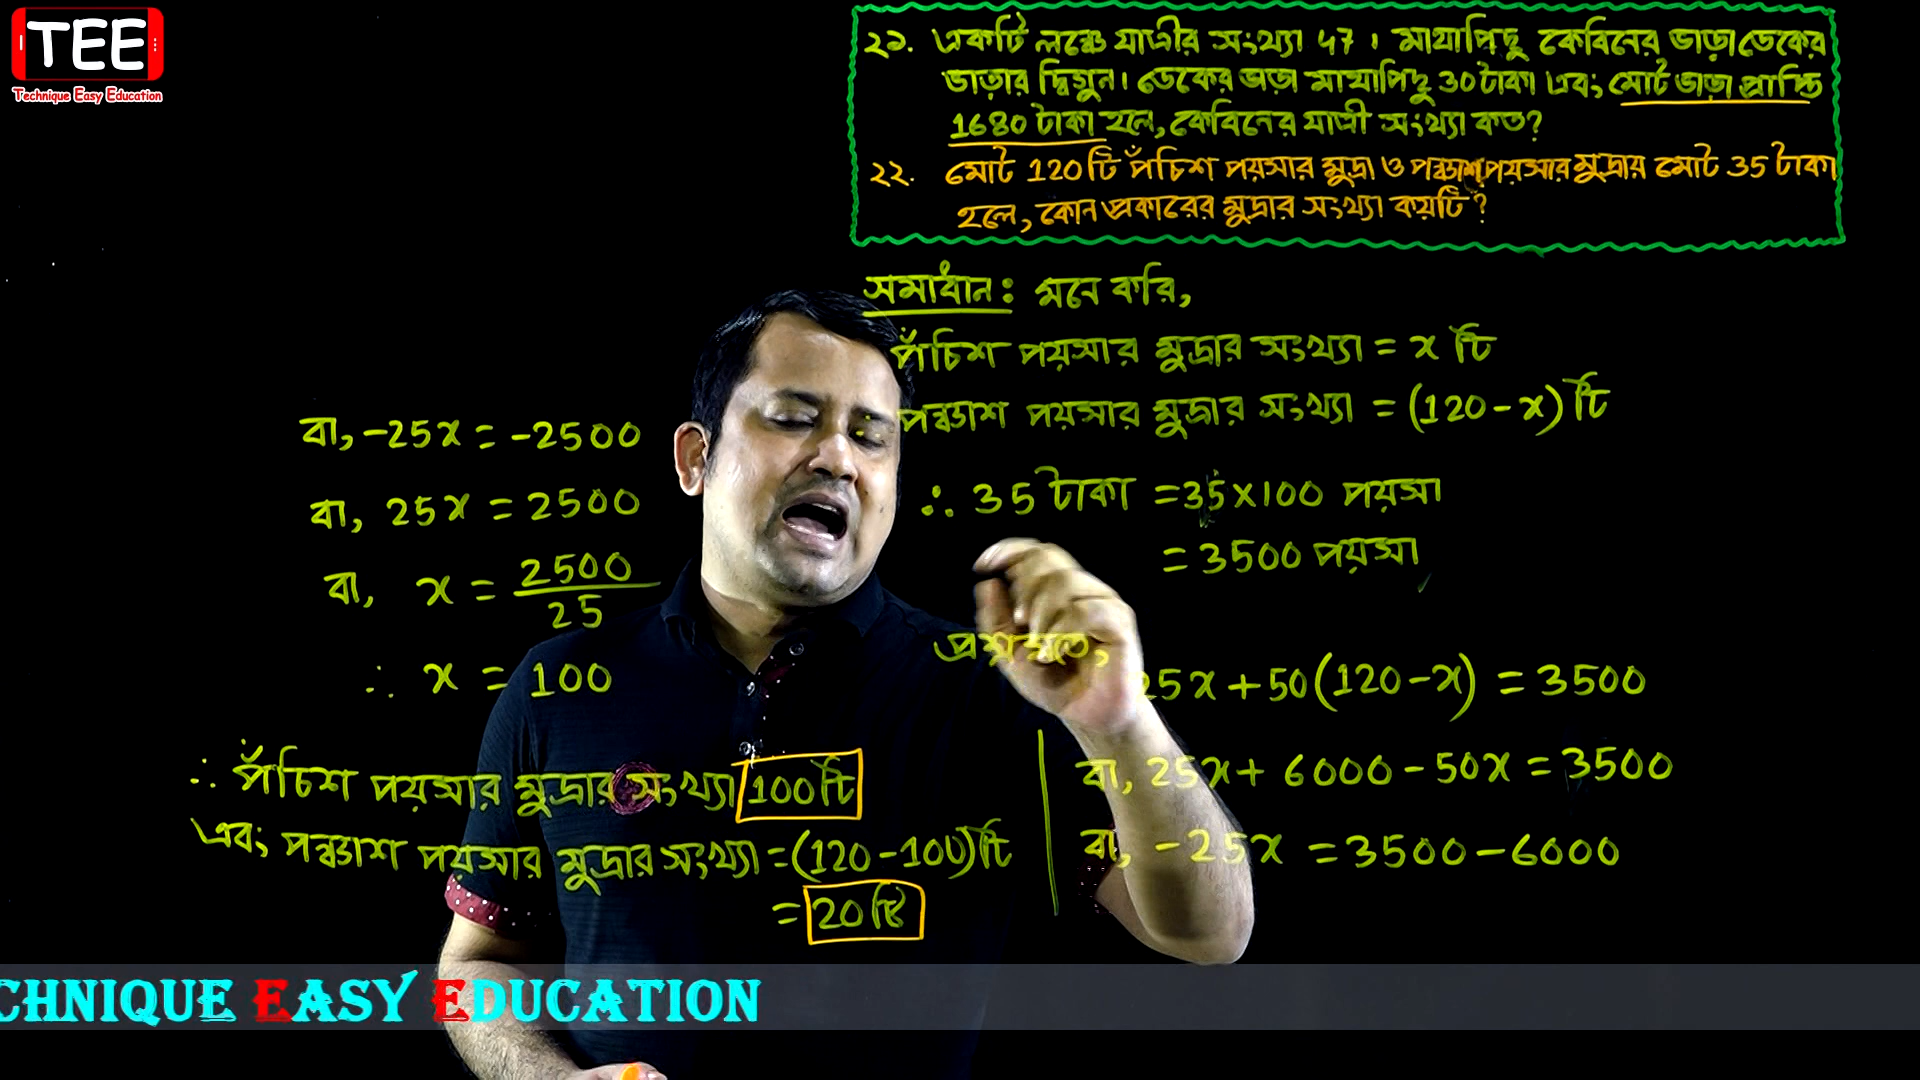 TEE
Technique Easy Education
২১. একটি লঞ্চে যাত্রীর সংখ্যা 47। মাথাপিছু কেবিনের ভাড়া ডেকের
ভাড়ার দ্বিগুন। ডেকের ভাড়া মাথাপিছু 30 টাকা এবং মোট ভাড়া প্রাপ্তি
1680 টাকা হলে, কেবিনের যাত্রী সংখ্যা কত?
২২. মোট 120 টি পঁচিশ পয়সার মুদ্রা ও পঞ্চাশ পয়সার মুদ্রায় মোট 35 টাকা
হলে, কোন প্রকারের মুদ্রার সংখ্যা কয়টি?
সমাধান: মনে করি,
পঁচিশ পয়সার মুদ্রার সংখ্যা = x টি
পঞ্চাশ পয়সার মুদ্রার সংখ্যা = (120 - x) টি
∴ 35 টাকা = 35×100 পয়সা
= 3500 পয়সা
প্রশ্নমতে,
25x + 50(120 - x) = 3500
বা, 25x + 6000 - 50x = 3500
বা, -25x = 3500 - 6000
বা, -25x = -2500
বা, 25x = 2500
বা, x = 2500/25
∴ x = 100
∴ পঁচিশ পয়সার মুদ্রার সংখ্যা 100 টি
এবং পঞ্চাশ পয়সার মুদ্রার সংখ্যা = (120 - 100) টি
= 20 টি
CHNIQUE EASY EDUCATION